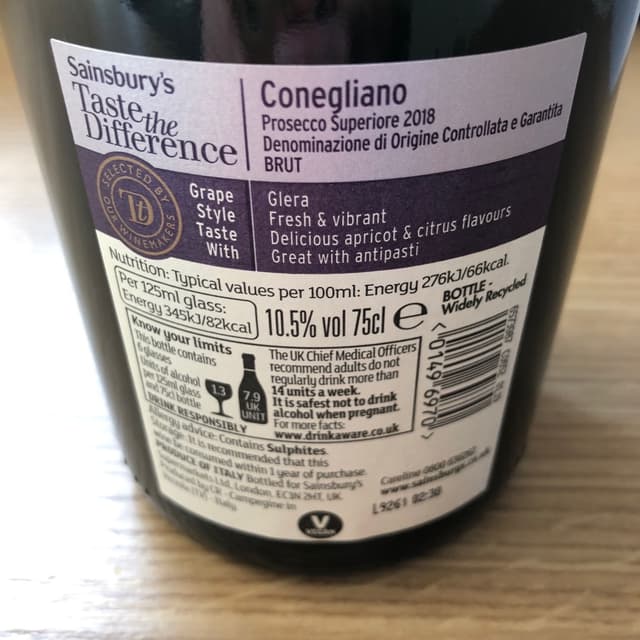 Sainsbury's
Taste the
Difference
Conegliano
Prosecco Superiore 2018
Denominazione di Origine Controllata e Garantita
BRUT
SELECTED BY
OUR WINEMAKERS
Tt
Grape Glera
Style Fresh & vibrant
Taste Delicious apricot & citrus flavours
With Great with antipasti
Nutrition: Typical values per 100ml: Energy 276kJ/66kcal.
Per 125ml glass:
Energy 345kJ/82kcal
10.5% vol 75cl e
BOTTLE -
Widely Recycled
Know your limits
This bottle contains
6 glasses
Units of alcohol
per 125ml glass
and 75cl bottle
1.3
7.9
UK
UNIT
DRINK RESPONSIBLY
The UK Chief Medical Officers
recommend adults do not
regularly drink more than
14 units a week.
It is safest not to drink
alcohol when pregnant.
For more facts:
www.drinkaware.co.uk
<01496970>
Allergy advice: Contains Sulphites.
Storage: It is recommended that this
wine be consumed within 1 year of purchase.
PRODUCE OF ITALY Bottled for Sainsbury's
Supermarkets Ltd, London, EC1N 2HT, UK
Campegine in
Italy
Careline 0800
www.sainsburys.co.uk
L9261 02:30
V
VEGAN